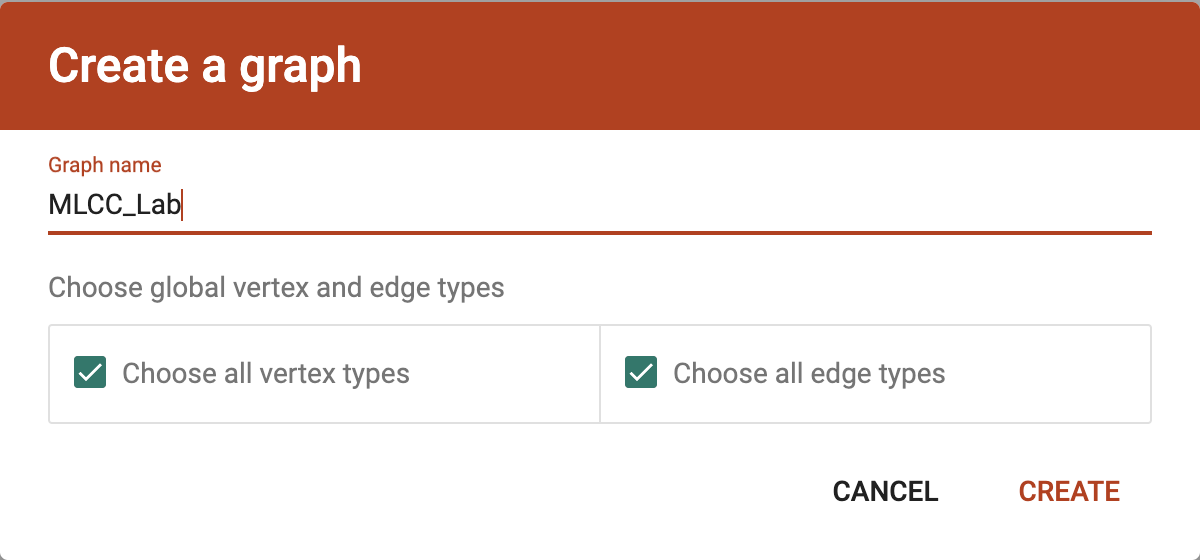 Create a graph
Graph name
MLCC_Lab
Choose global vertex and edge types
Choose all vertex types
Choose all edge types
CANCEL
CREATE